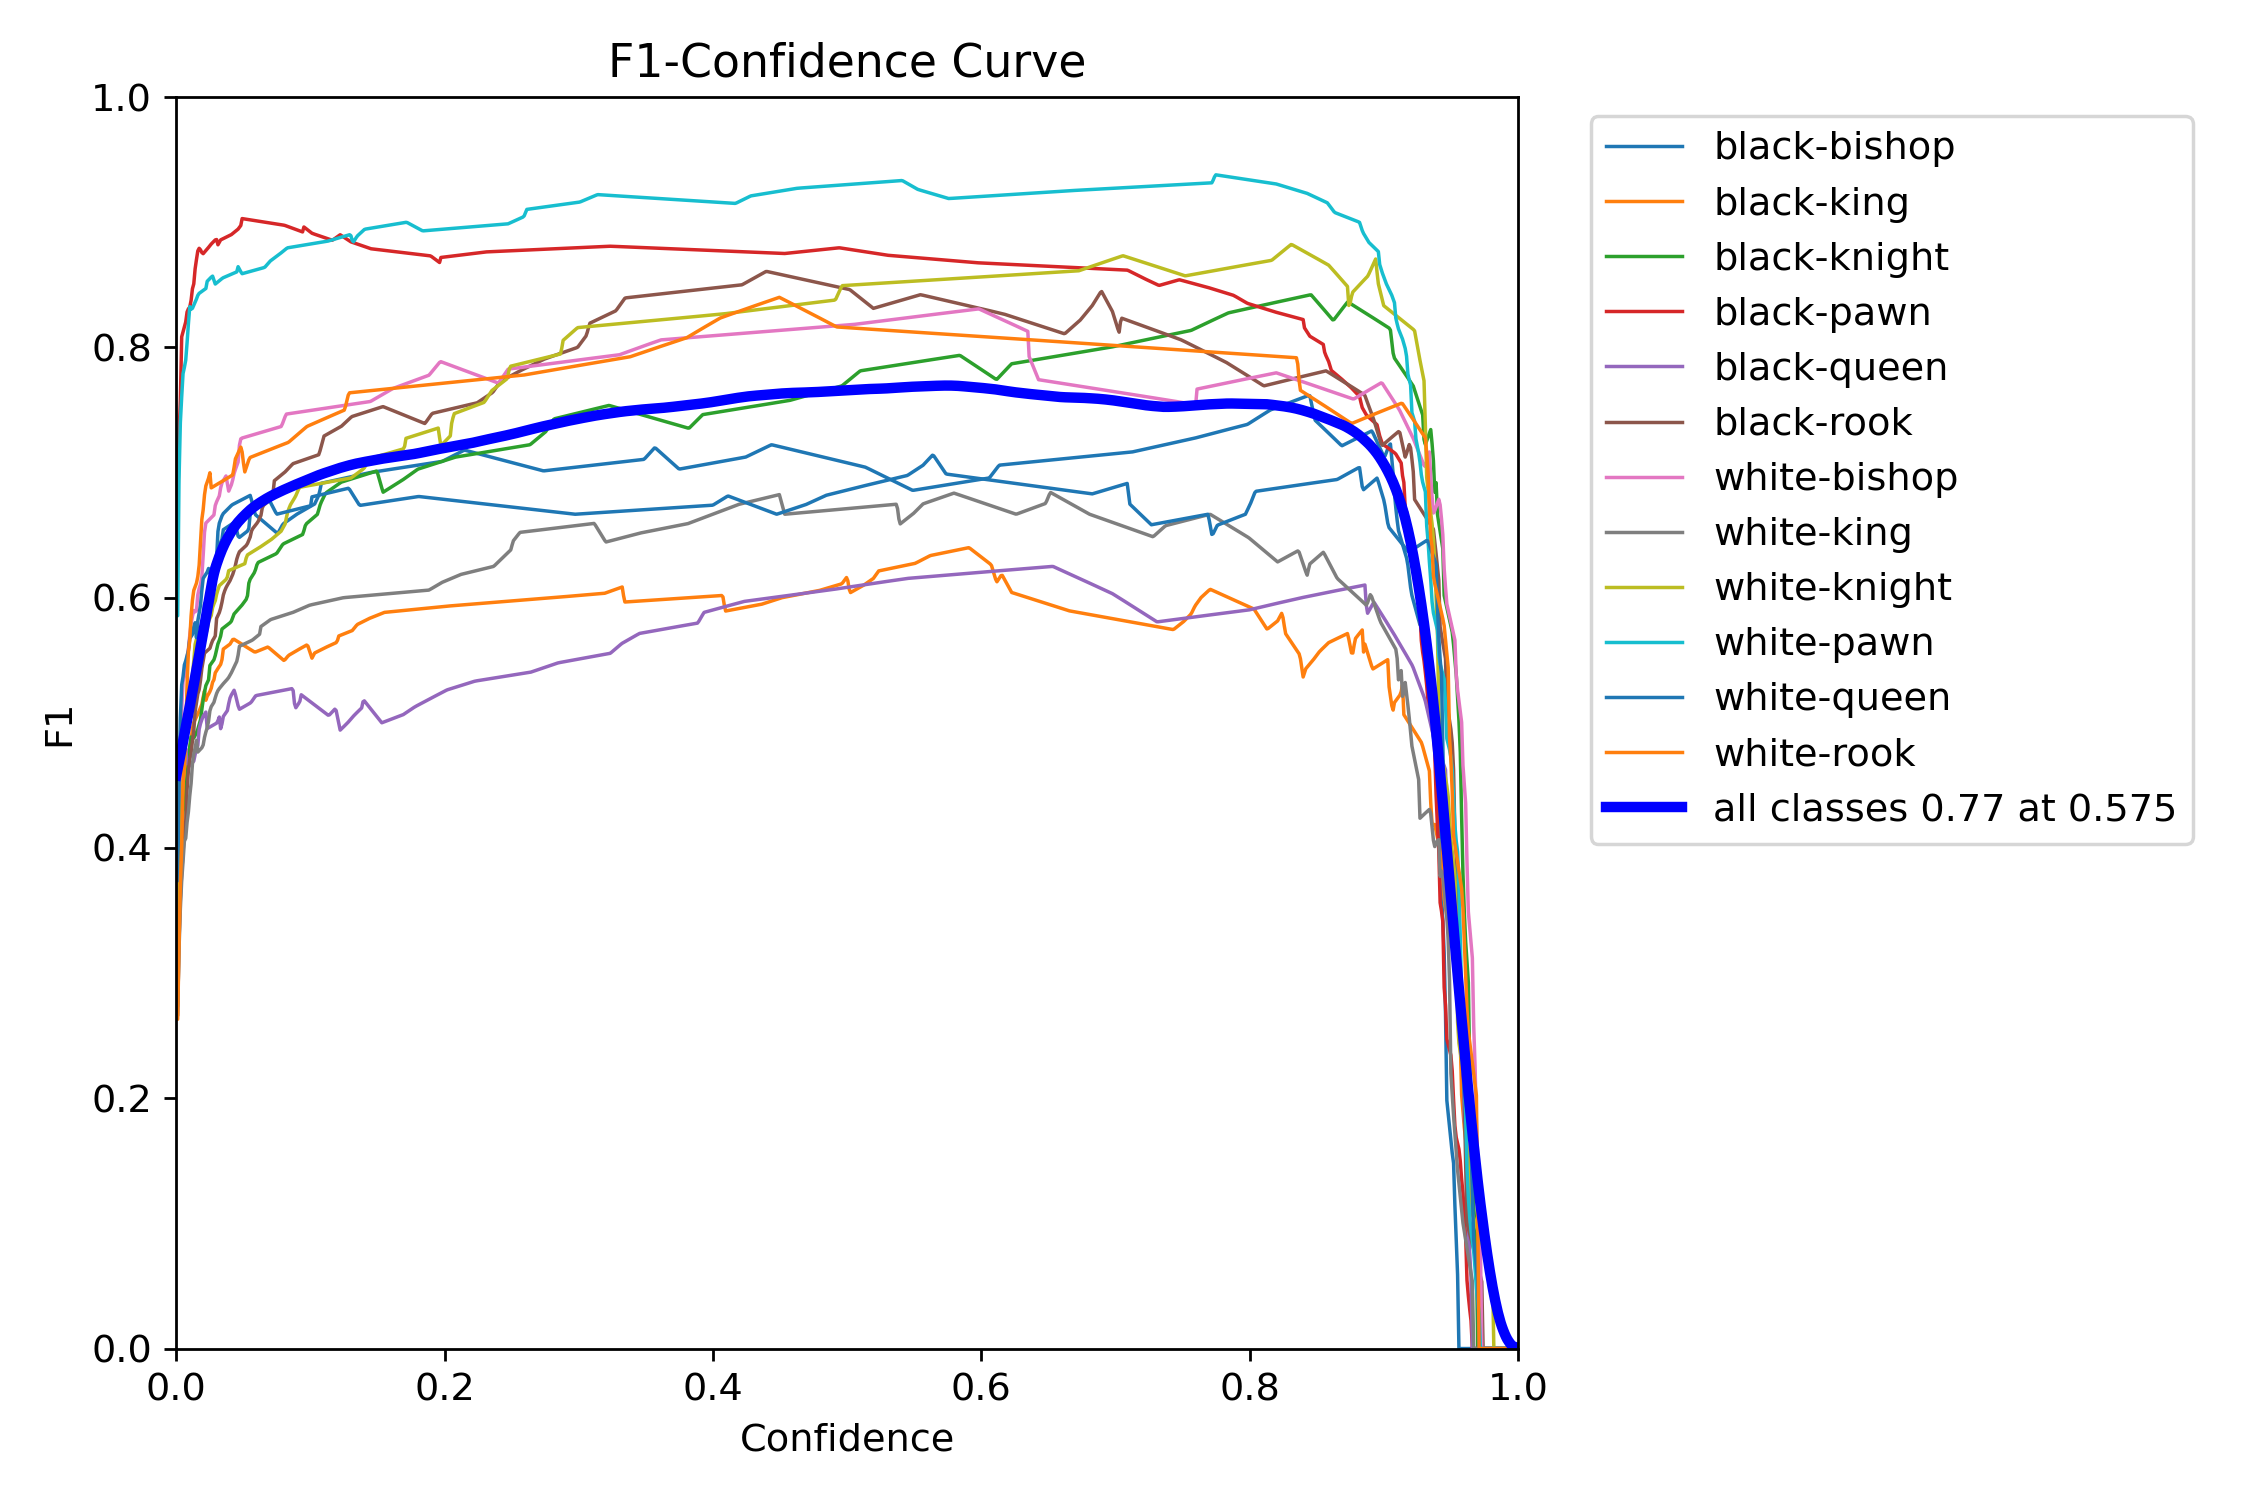 F1-Confidence Curve
1.0
0.8
0.6
0.4
0.2
0.0
F1
0.0 0.2 0.4 0.6 0.8 1.0
Confidence
black-bishop
black-king
black-knight
black-pawn
black-queen
black-rook
white-bishop
white-king
white-knight
white-pawn
white-queen
white-rook
all classes 0.77 at 0.575